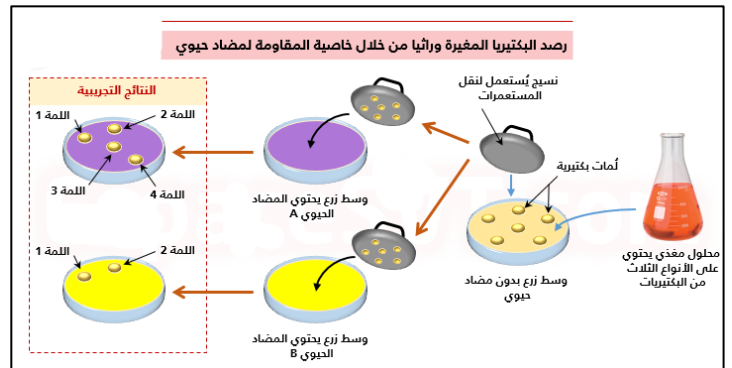 رصد البكتيريا المغيرة وراثيا من خلال خاصية المقاومة لمضاد حيوي
نسيج يُستعمل لنقل
المستعمرات
لُمات بكتيرية
محلول مغذي يحتوي
على الأنواع الثلاث
من البكتيريات
وسط زرع بدون مضاد
حيوي
وسط زرع يحتوي المضاد
الحيوي A
وسط زرع يحتوي المضاد
الحيوي B
النتائج التجريبية
اللمة 2
اللمة 1
اللمة 3
اللمة 4
اللمة 2
اللمة 1